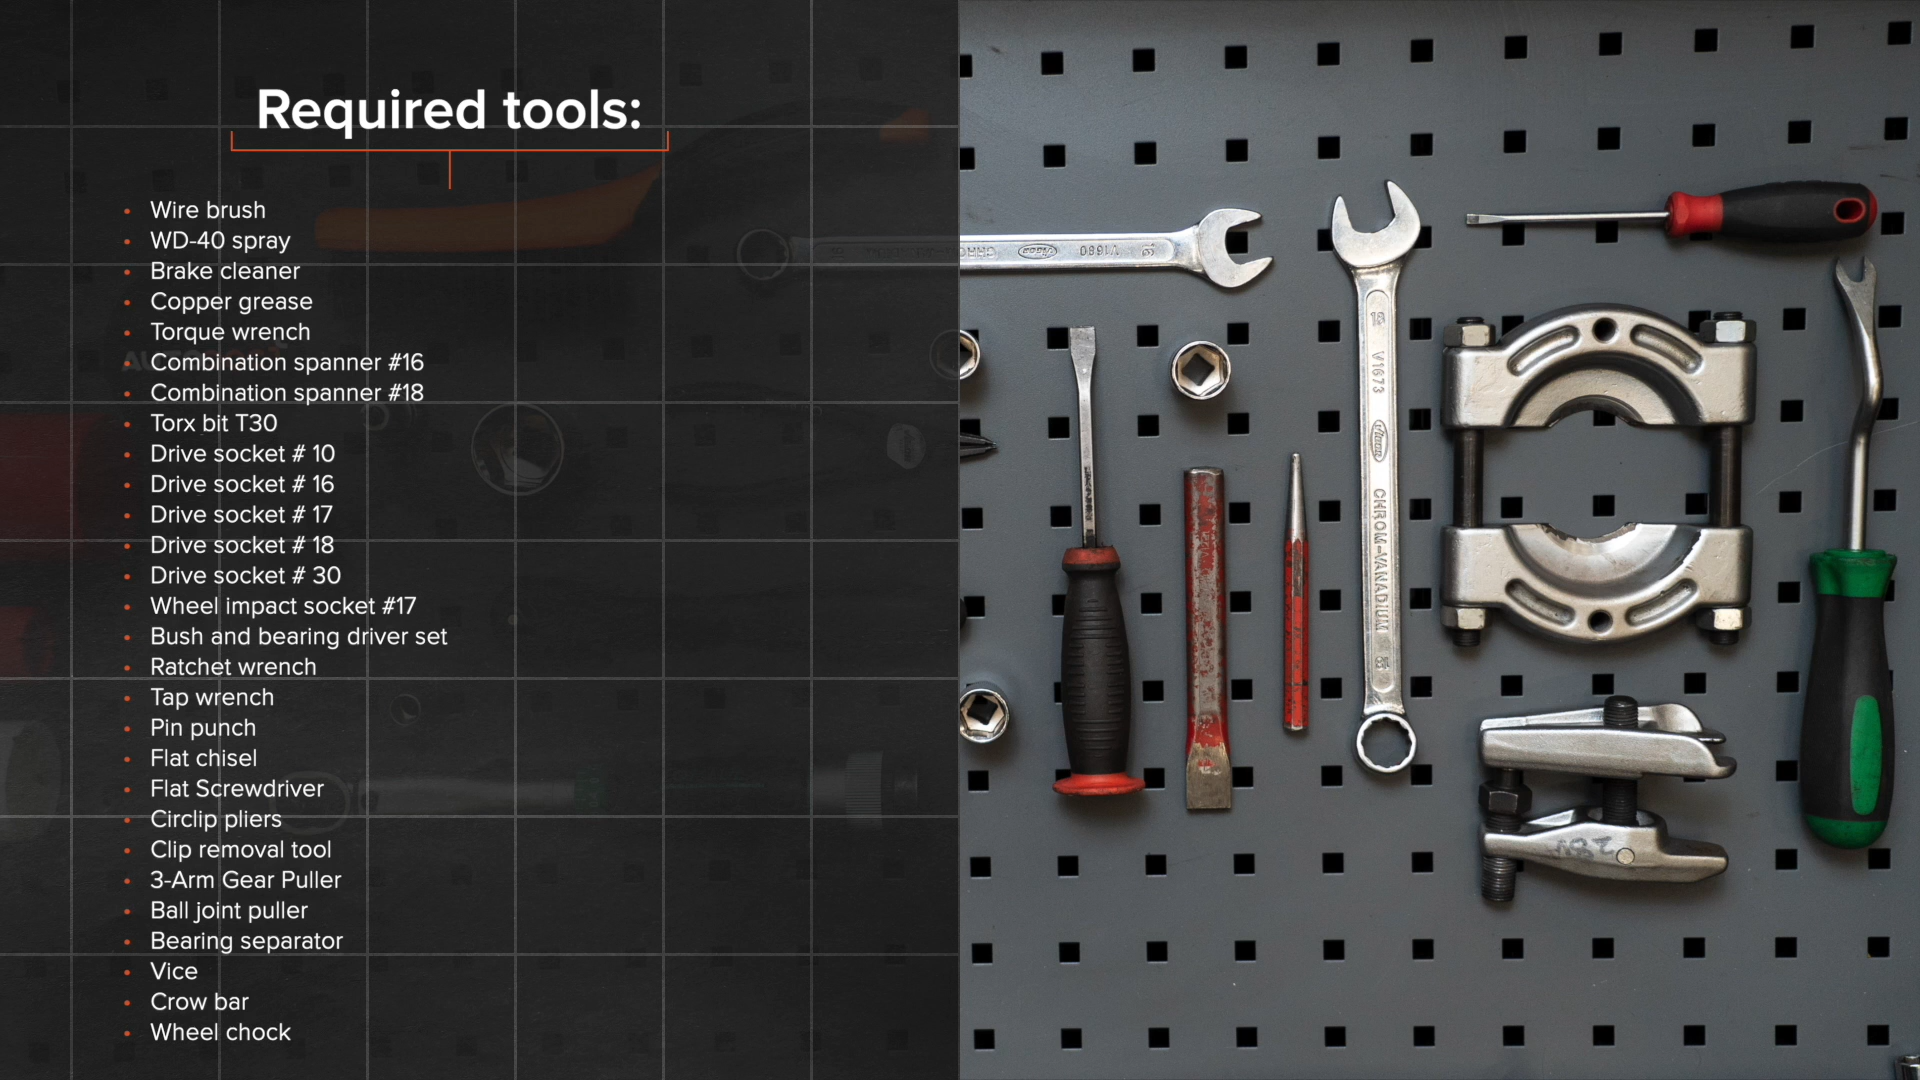 Required tools:
Wire brush
WD-40 spray
Brake cleaner
Copper grease
Torque wrench
Combination spanner #16
Combination spanner #18
Torx bit T30
Drive socket # 10
Drive socket # 16
Drive socket # 17
Drive socket # 18
Drive socket # 30
Wheel impact socket #17
Bush and bearing driver set
Ratchet wrench
Tap wrench
Pin punch
Flat chisel
Flat Screwdriver
Circlip pliers
Clip removal tool
3-Arm Gear Puller
Ball joint puller
Bearing separator
Vice
Crow bar
Wheel chock
V1680
V1673
CHROM-VANADIUM